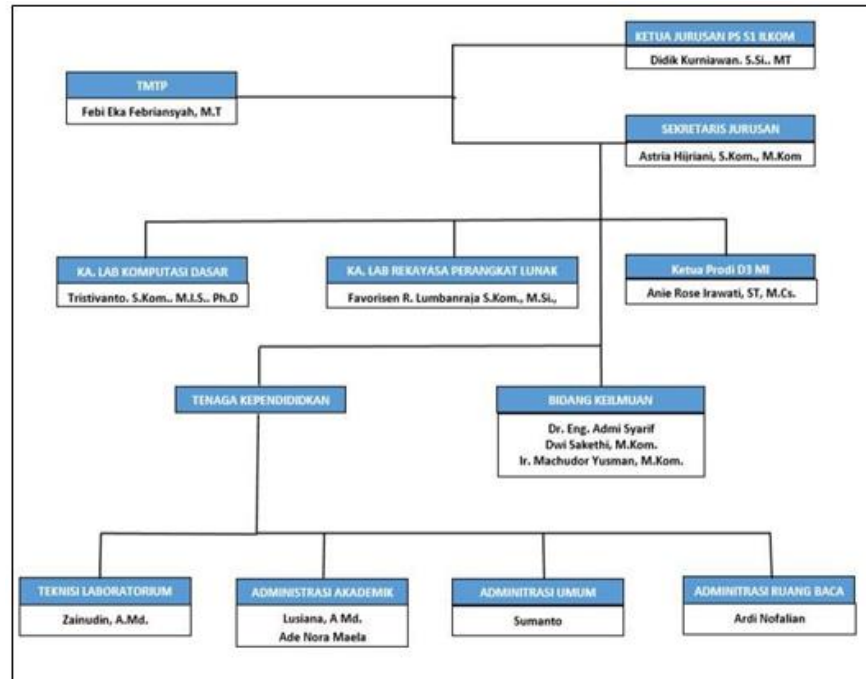 KETUA JURUSAN PS S1 ILKOM
Didik Kurniawan. S.Si.. MT
TMTP
Febi Eka Febriansyah, M.T
SEKRETARIS JURUSAN
Astria Hijriani, S.Kom., M.Kom
KA. LAB KOMPUTASI DASAR
Tristivanto. S.Kom.. M.I.S.. Ph.D
KA. LAB REKAYASA PERANGKAT LUNAK
Favorisen R. Lumbanraja S.Kom., M.Si.,
Ketua Prodi D3 MI
Anie Rose Irawati, ST, M.Cs.
TENAGA KEPENDIDIDKAN
BIDANG KEILMUAN
Dr. Eng. Admi Syarif
Dwi Sakethi, M.Kom.
Ir. Machudor Yusman, M.Kom.
TEKNISI LABORATORIUM
Zainudin, A.Md.
ADMINISTRASI AKADEMIK
Lusiana, A Md.
Ade Nora Maela
ADMINITRASI UMUM
Sumanto
ADMINITRASI RUANG BACA
Ardi Nofalian